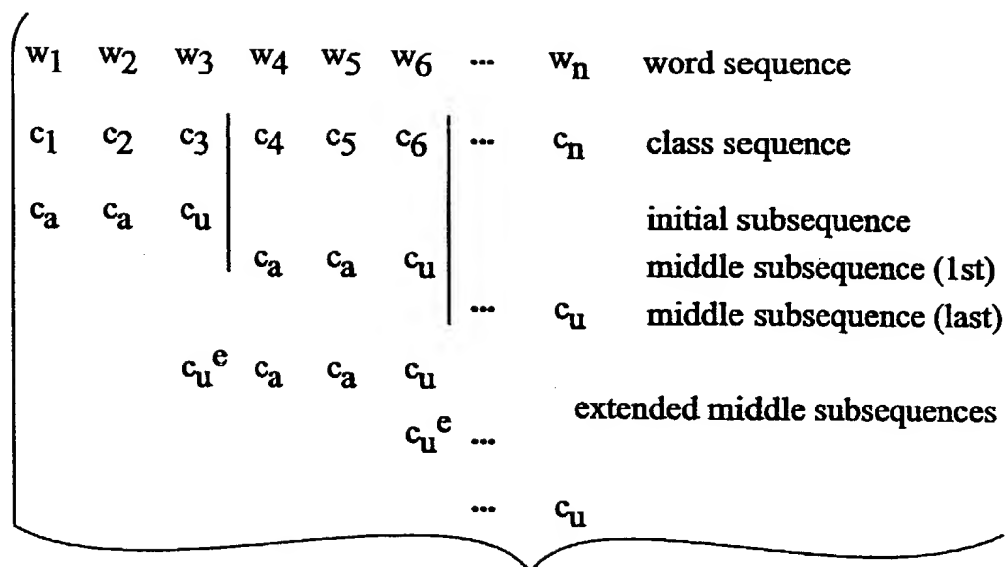 w1 w2 w3 w4 w5 w6 ... wn word sequence
c1 c2 c3 c4 c5 c6 ... cn class sequence
ca ca cu initial subsequence
ca ca cu middle subsequence (1st)
... cu middle subsequence (last)
cu^e ca ca cu
extended middle subsequences
cu^e ...
... cu